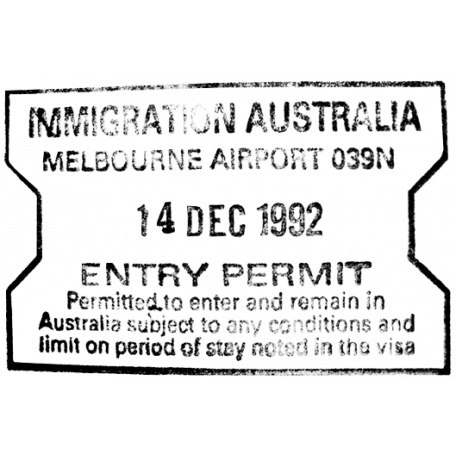 IMMIGRATION AUSTRALIA
MELBOURNE AIRPORT 039N
14 DEC 1992
ENTRY PERMIT
Permitted to enter and remain in
Australia subject to any conditions and
limit on period of stay noted in the visa